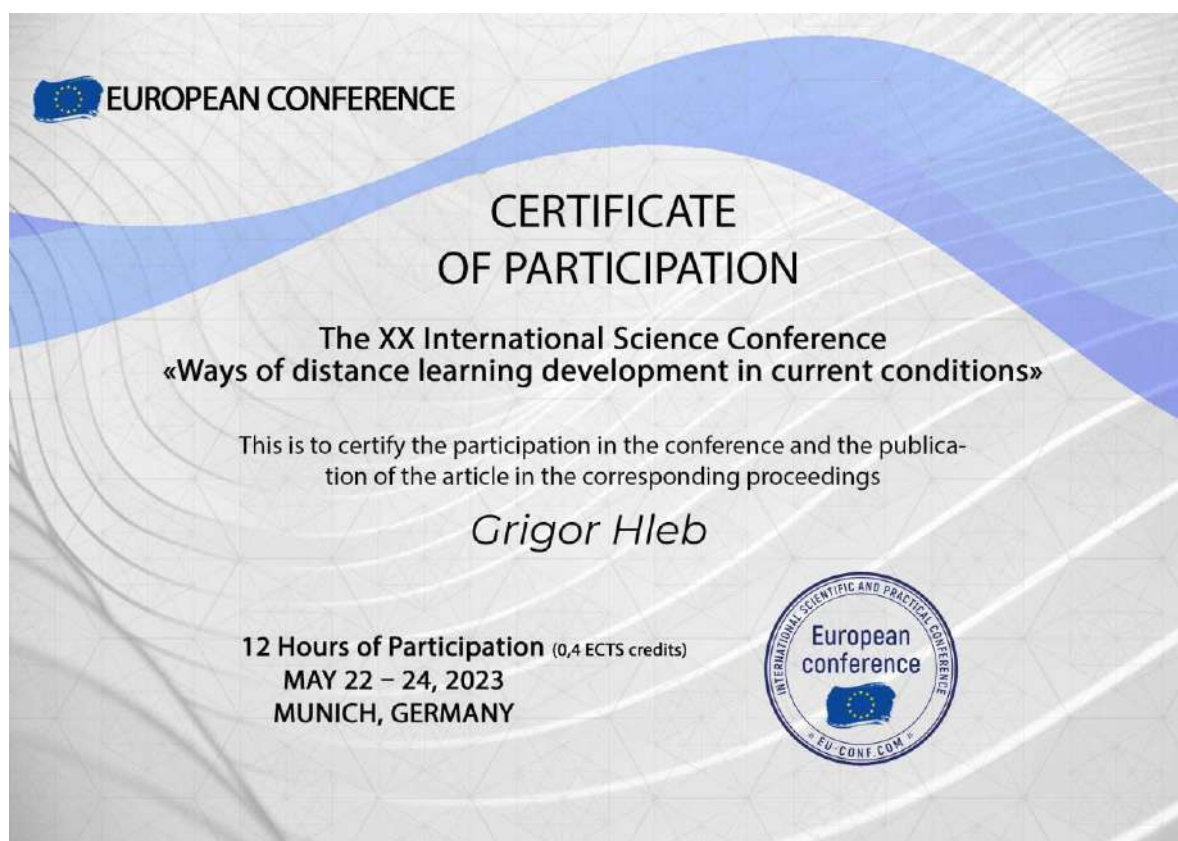 EUROPEAN CONFERENCE
CERTIFICATE
OF PARTICIPATION
The XX International Science Conference
«Ways of distance learning development in current conditions»
This is to certify the participation in the conference and the publica-
tion of the article in the corresponding proceedings
Grigor Hleb
12 Hours of Participation (0,4 ECTS credits)
MAY 22 – 24, 2023
MUNICH, GERMANY
INTERNATIONAL SCIENTIFIC AND PRACTICAL CONFERENCE
European
conference
« EU-CONF.COM »